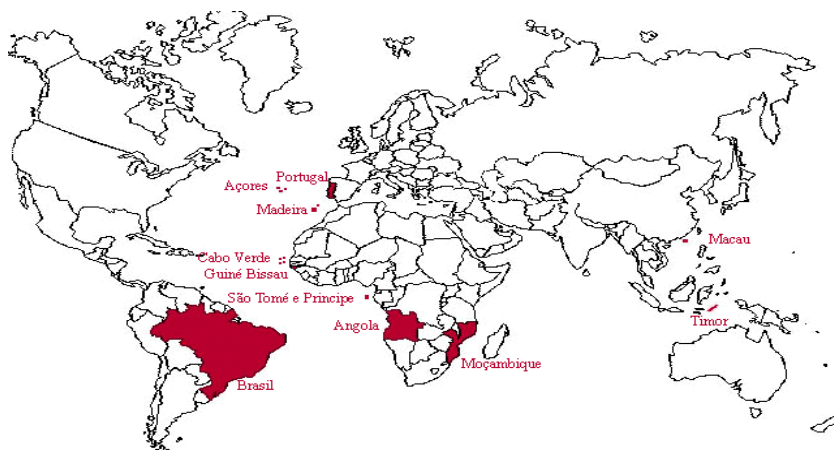 Portugal
Açores
Madeira
Cabo Verde
Guiné Bissau
São Tomé e Principe
Angola
Moçambique
Brasil
Macau
Timor